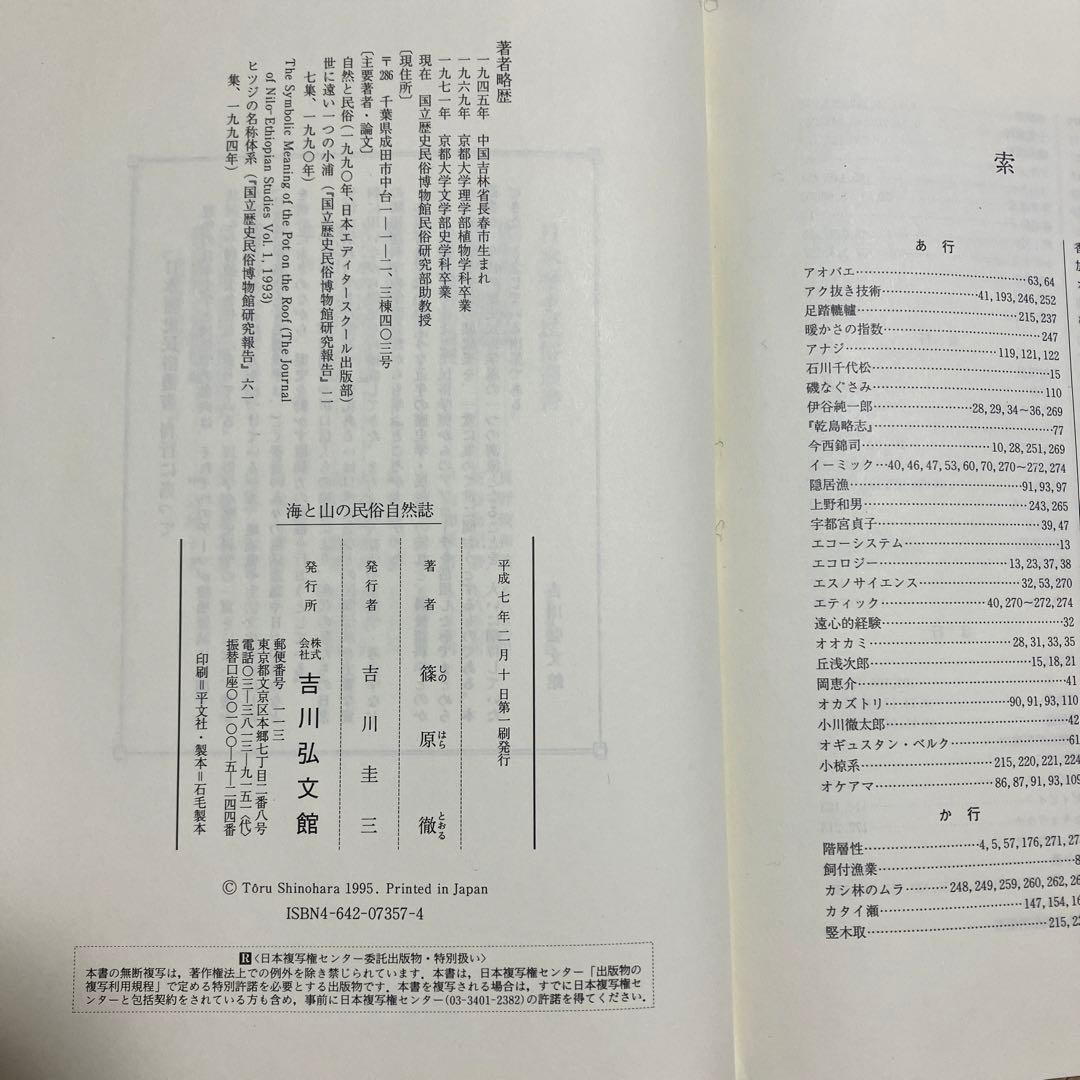 著者略歴
一九四五年 中国吉林省長春市生まれ
一九六九年 京都大学理学部植物学科卒業
一九七一年 京都大学文学部史学科卒業
現在 国立歴史民俗博物館民俗研究部助教授
〔現住所〕
〒286 千葉県成田市中台一―一―二、三棟四〇三号
〔主要著者・論文〕
自然と民俗(一九九〇年、日本エディタースクール出版部)
世に遠い一つの小浦(『国立歴史民俗博物館研究報告』二
七集、一九九〇年)
The Symbolic Meaning of the Pot on the Roof (The Journal
of Nilo-Ethiopian Studies Vol. 1, 1993)
ヒツジの名称体系(『国立歴史民俗博物館研究報告』六一
集、一九九四年)
海と山の民俗自然誌
平成七年二月十日第一刷発行
著者 篠原 徹
しの はら とおる
発行者 吉川圭三
発行所 株式会社 吉川弘文館
郵便番号 一一三
東京都文京区本郷七丁目二番八号
電話〇三―三八一三―九一五一〈代〉
振替口座〇〇一〇〇―五―二四四番
印刷=平文社・製本=石毛製本
© Tōru Shinohara 1995. Printed in Japan
ISBN4-642-07357-4
R〈日本複写権センター委託出版物・特別扱い〉
本書の無断複写は，著作権法上での例外を除き禁じられています．本書は，日本複写権センター「出版物の
複写利用規程」で定める特別許諾を必要とする出版物です．本書を複写される場合は，すでに日本複写権セ
ンターと包括契約をされている方も含め，事前に日本複写権センター(03-3401-2382)の許諾を得てください．
索
あ行
アオバエ……63,64
アク抜き技術……41,193,246,252
足踏轆轤……215,237
暖かさの指数……247
アナジ……119,121,122
石川千代松……15
磯なぐさみ……110
伊谷純一郎……28,29,34~36,269
『乾島略志』……77
今西錦司……10,28,251,269
イーミック…40,46,47,53,60,70,270~272,274
隠居漁……91,93,97
上野和男……243,265
宇都宮貞子……39,47
エコーシステム……13
エコロジー……13,23,37,38
エスノサイエンス……32,53,270
エティック……40,270~272,274
遠心的経験……32
オオカミ……28,31,33,35
丘浅次郎……15,18,21
岡恵介……41
オカズトリ……90,91,93,110
小川徹太郎……42
オギュスタン・ベルク……61
小椋系……215,220,221,224
オケアマ……86,87,91,93,109
か行
階層性……4,5,57,176,271,27
飼付漁業……8
カシ林のムラ……248,249,259,260,262,26
カタイ瀬……147,154,16
竪木取……215,22